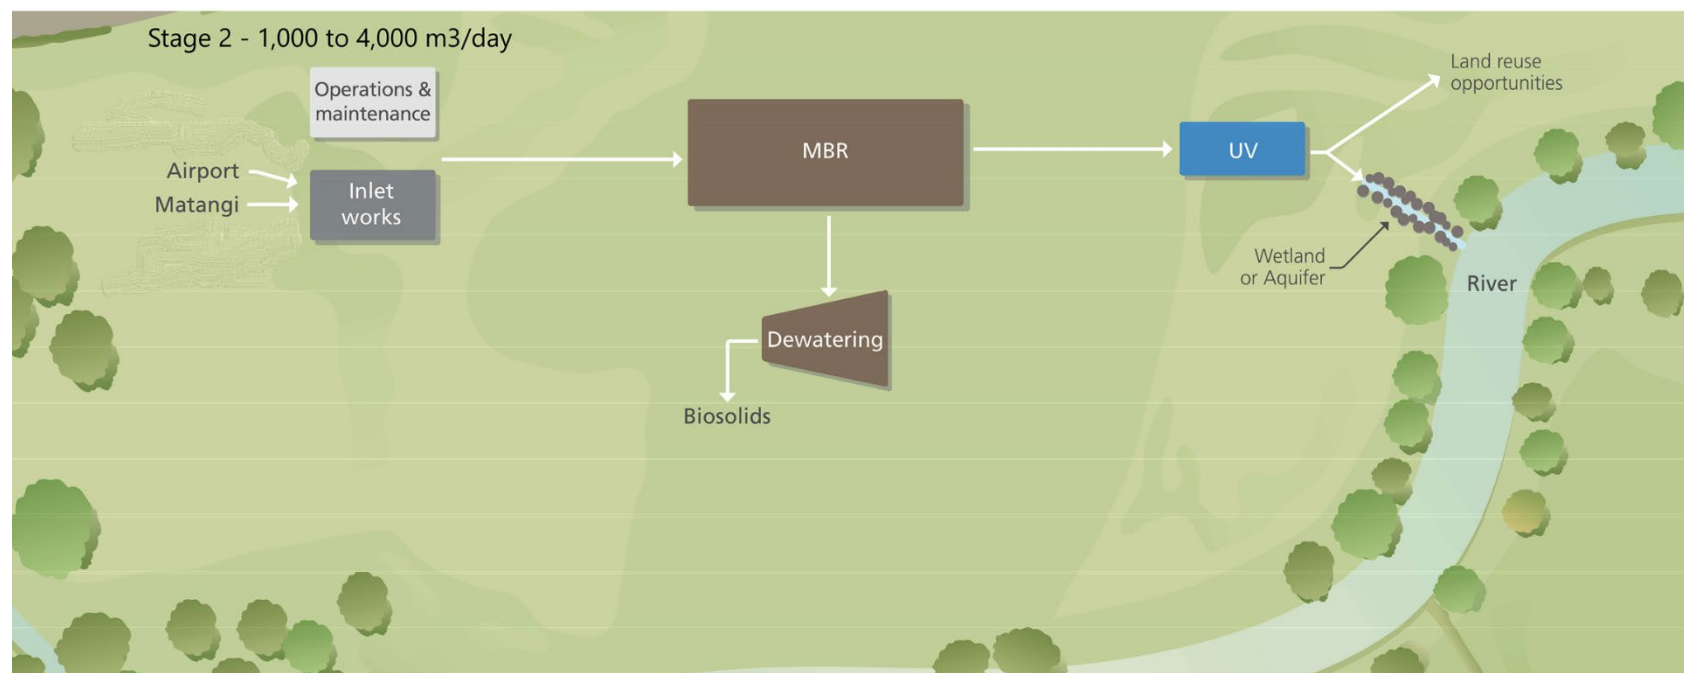 Stage 2 - 1,000 to 4,000 m3/day
Operations &
maintenance
Airport
Matangi
Inlet
works
MBR
UV
Land reuse
opportunities
Wetland
or Aquifer
River
Dewatering
Biosolids